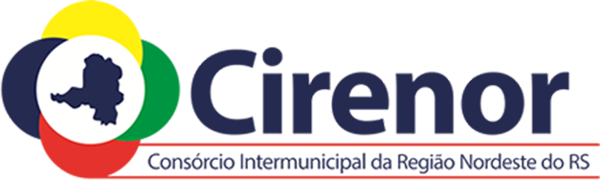 Cirenor
Consórcio Intermunicipal da Região Nordeste do RS